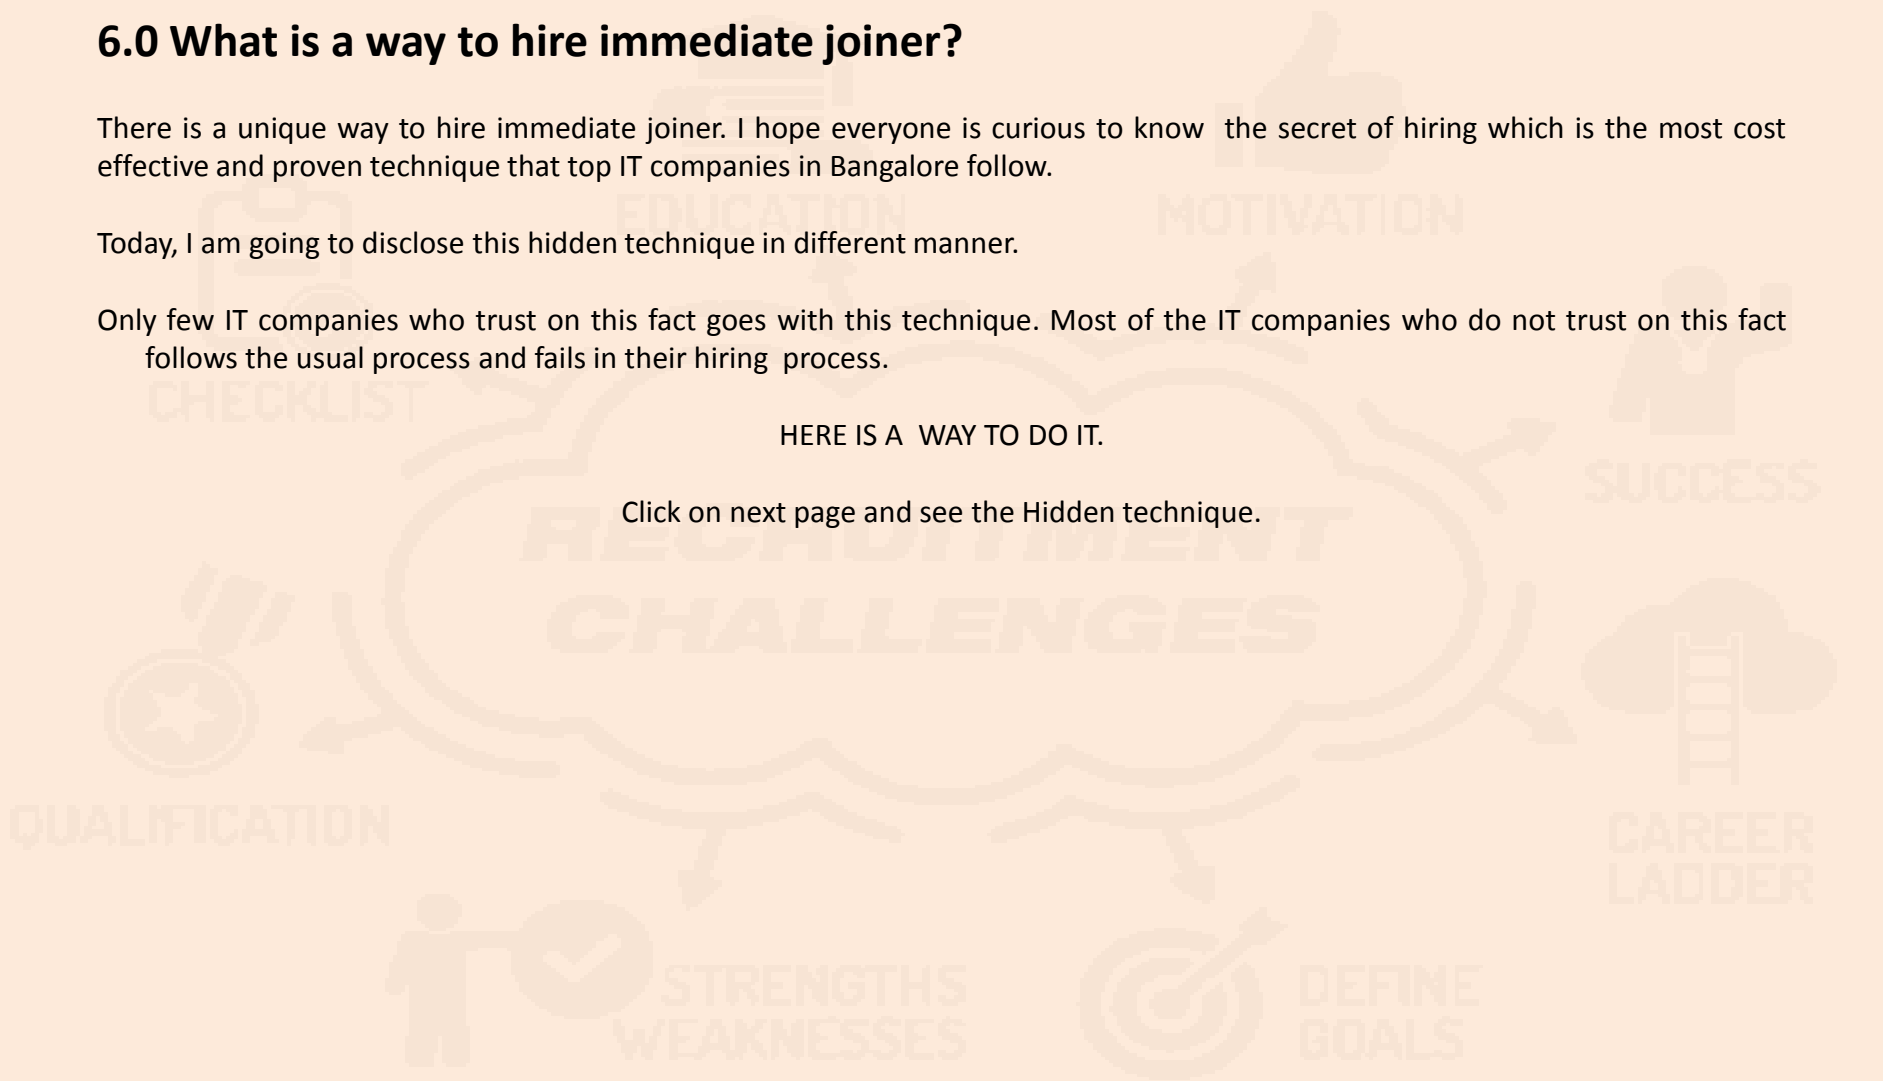 6.0 What is a way to hire immediate joiner?
There is a unique way to hire immediate joiner. I hope everyone is curious to know  the secret of hiring which is the most cost
effective and proven technique that top IT companies in Bangalore follow.
Today, I am going to disclose this hidden technique in different manner.
Only few IT companies who trust on this fact goes with this technique. Most of the IT companies who do not trust on this fact
follows the usual process and fails in their hiring  process.
HERE IS A  WAY TO DO IT.
Click on next page and see the Hidden technique.
EDUCATION
MOTIVATION
CHECKLIST
SUCCESS
RECRUITMENT
CHALLENGES
QUALIFICATION
CAREER
LADDER
STRENGTHS
WEAKNESSES
DEFINE
GOALS